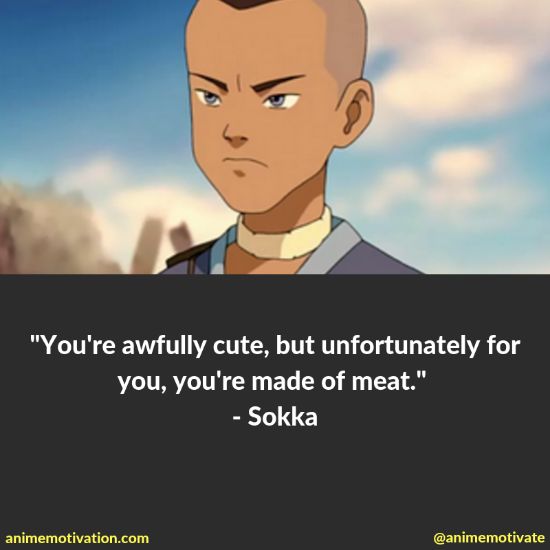 "You're awfully cute, but unfortunately for
you, you're made of meat."
- Sokka
animemotivation.com
@animemotivate